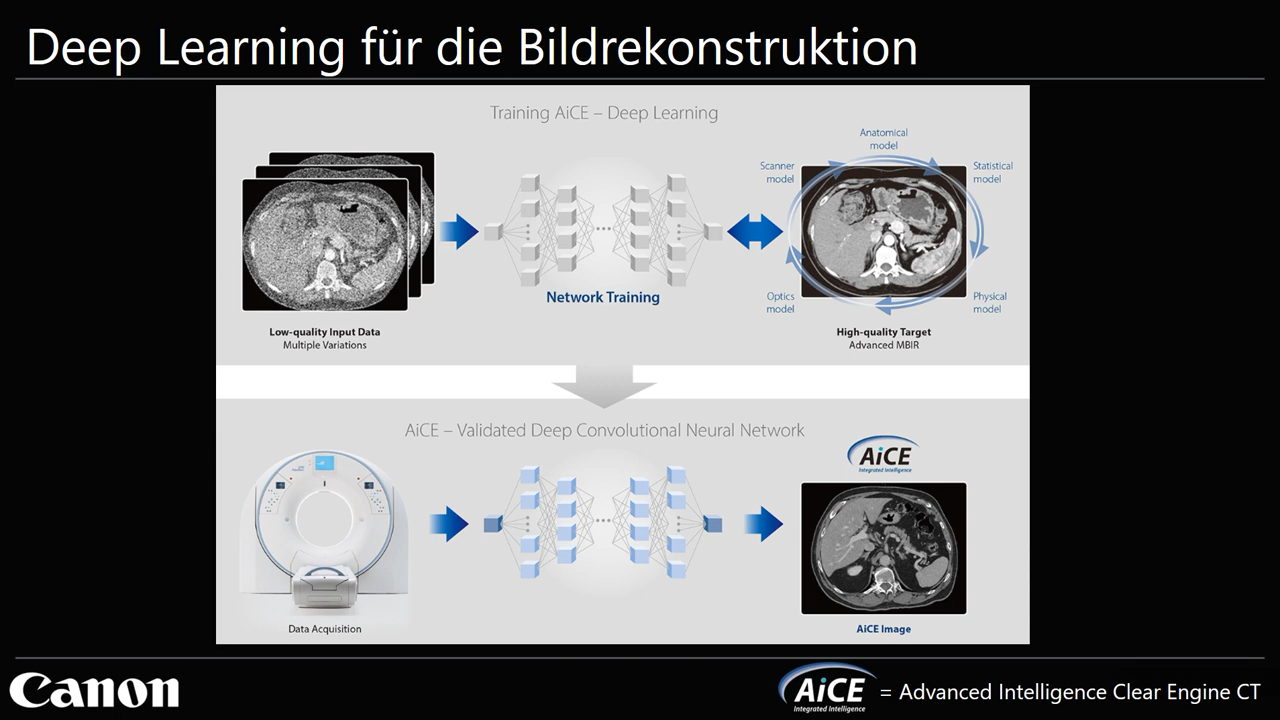 Deep Learning für die Bildrekonstruktion
Training AiCE – Deep Learning
Anatomical
model
Scanner
model
Statistical
model
Network Training
Optics
model
Physical
model
Low-quality Input Data
Multiple Variations
High-quality Target
Advanced MBIR
AiCE – Validated Deep Convolutional Neural Network
AiCE
Integrated Intelligence
Data Acquisition
AiCE Image
Canon
AiCE
Integrated Intelligence
= Advanced Intelligence Clear Engine CT